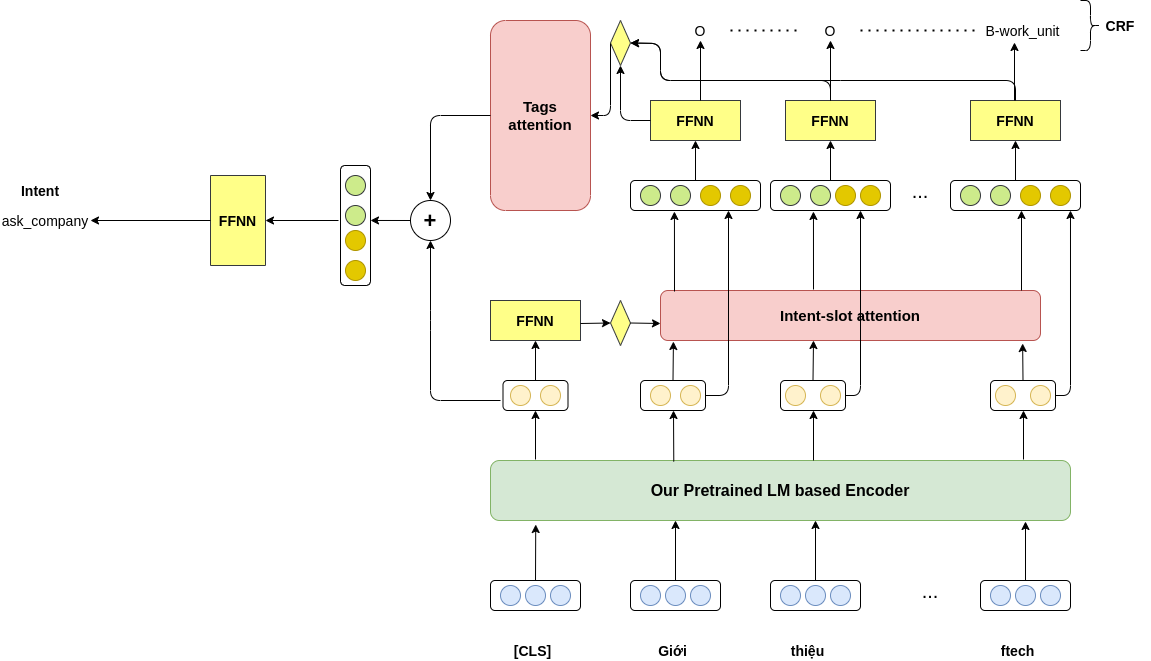 O ......... O .............. B-work_unit
CRF
Tags
attention
FFNN
FFNN
FFNN
...
Intent
ask_company
FFNN
+
FFNN
Intent-slot attention
Our Pretrained LM based Encoder
...
[CLS]
Giới
thiệu
ftech